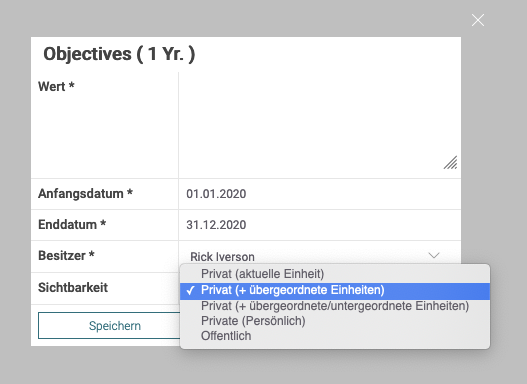 Objectives ( 1 Yr. )
Wert *
Anfangsdatum * 01.01.2020
Enddatum * 31.12.2020
Besitzer * Rick Iverson
Sichtbarkeit
Privat (aktuelle Einheit)
✓ Privat (+ übergeordnete Einheiten)
Privat (+ übergeordnete/untergeordnete Einheiten)
Private (Persönlich)
Offentlich
Speichern